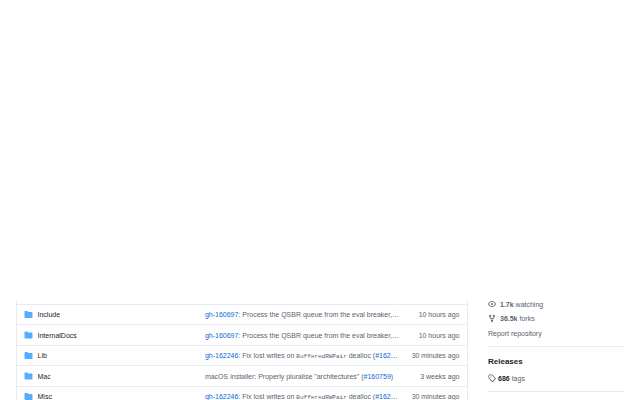 1.7k watching
Include gh-160697: Process the QSBR queue from the eval breaker,... 10 hours ago
36.5k forks
InternalDocs gh-160697: Process the QSBR queue from the eval breaker,... 10 hours ago
Report repository
Lib gh-162246: Fix lost writes on BufferedRWPair dealloc (#162... 30 minutes ago
Releases
Mac macOS installer: Properly pluralise "architectures" (#160759) 3 weeks ago
686 tags
Misc gh-162246: Fix lost writes on BufferedRWPair dealloc (#162... 30 minutes ago